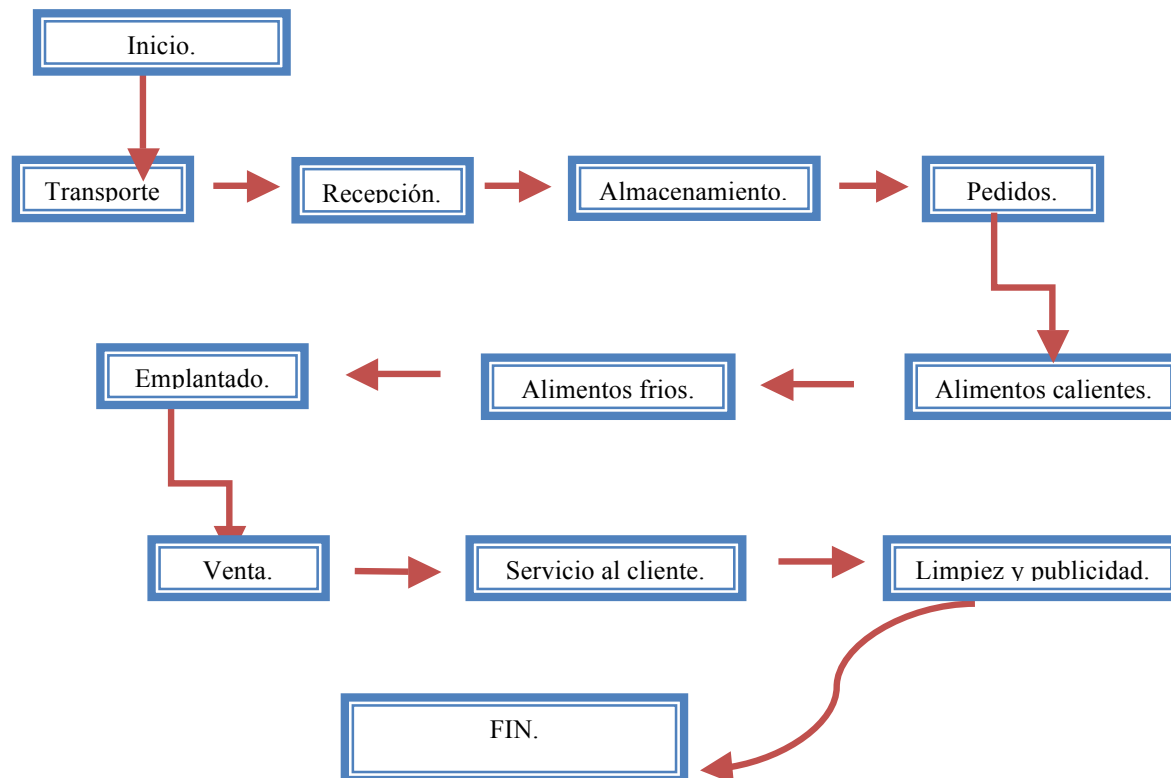 Inicio.
Transporte
Recepción.
Almacenamiento.
Pedidos.
Emplantado.
Alimentos frios.
Alimentos calientes.
Venta.
Servicio al cliente.
Limpiez y publicidad.
FIN.